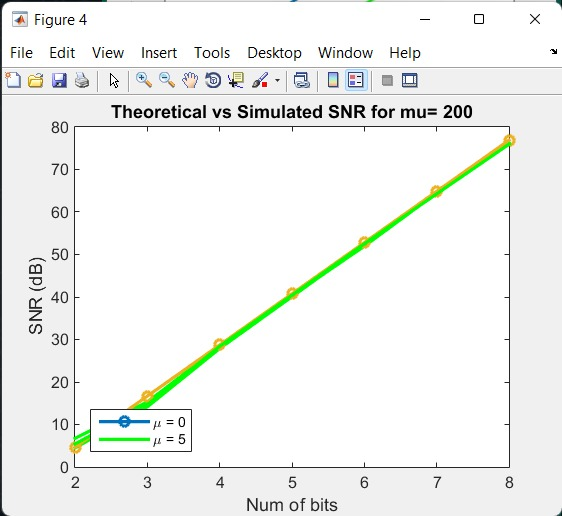 Figure 4
File Edit View Insert Tools Desktop Window Help
Theoretical vs Simulated SNR for mu= 200
80
70
60
50
40
30
20
10
0
SNR (dB)
μ = 0
μ = 5
2 3 4 5 6 7 8
Num of bits